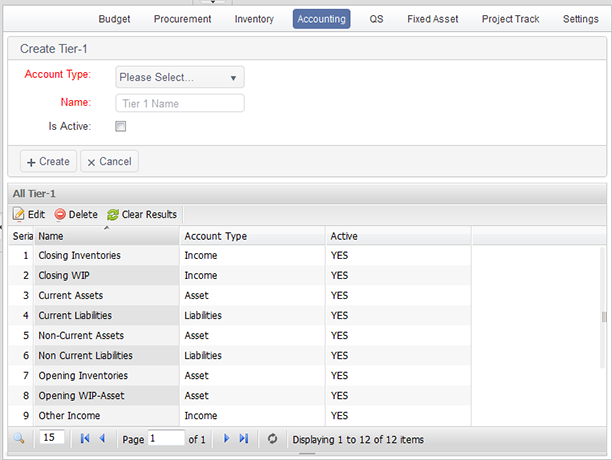 Budget Procurement Inventory Accounting QS Fixed Asset Project Track Settings
Create Tier-1
Account Type: Please Select...
Name: Tier 1 Name
Is Active:
+ Create × Cancel
All Tier-1
Edit Delete Clear Results
Seria Name Account Type Active
1 Closing Inventories Income YES
2 Closing WIP Income YES
3 Current Assets Asset YES
4 Current Liabilities Liabilities YES
5 Non-Current Assets Asset YES
6 Non Current Liabilities Liabilities YES
7 Opening Inventories Asset YES
8 Opening WIP-Asset Asset YES
9 Other Income Income YES
15 Page 1 of 1 Displaying 1 to 12 of 12 items